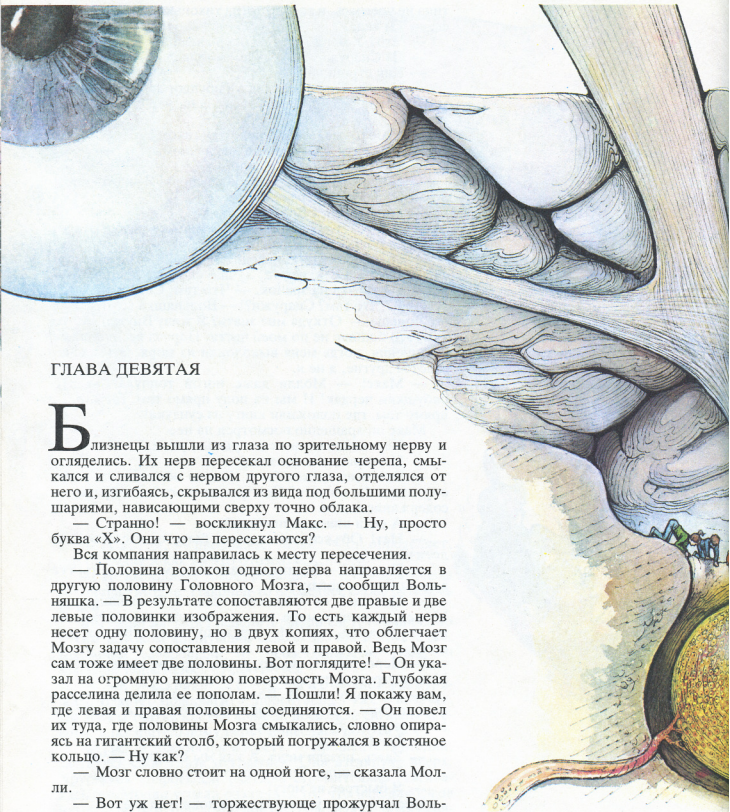 ГЛАВА ДЕВЯТАЯ
Близнецы вышли из глаза по зрительному нерву и
огляделись. Их нерв пересекал основание черепа, смы-
кался и сливался с нервом другого глаза, отделялся от
него и, изгибаясь, скрывался из вида под большими полу-
шариями, нависающими сверху точно облака.
— Странно! — воскликнул Макс. — Ну, просто
буква «Х». Они что — пересекаются?
Вся компания направилась к месту пересечения.
— Половина волокон одного нерва направляется в
другую половину Головного Мозга, — сообщил Воль-
няшка. — В результате сопоставляются две правые и две
левые половинки изображения. То есть каждый нерв
несет одну половину, но в двух копиях, что облегчает
Мозгу задачу сопоставления левой и правой. Ведь Мозг
сам тоже имеет две половины. Вот поглядите! — Он ука-
зал на огромную нижнюю поверхность Мозга. Глубокая
расселина делила ее пополам. — Пошли! Я покажу вам,
где левая и правая половины соединяются. — Он повел
их туда, где половины Мозга смыкались, словно опира-
ясь на гигантский столб, который погружался в костяное
кольцо. — Ну как?
— Мозг словно стоит на одной ноге, — сказала Мол-
ли.
— Вот уж нет! — торжествующе прожурчал Воль-